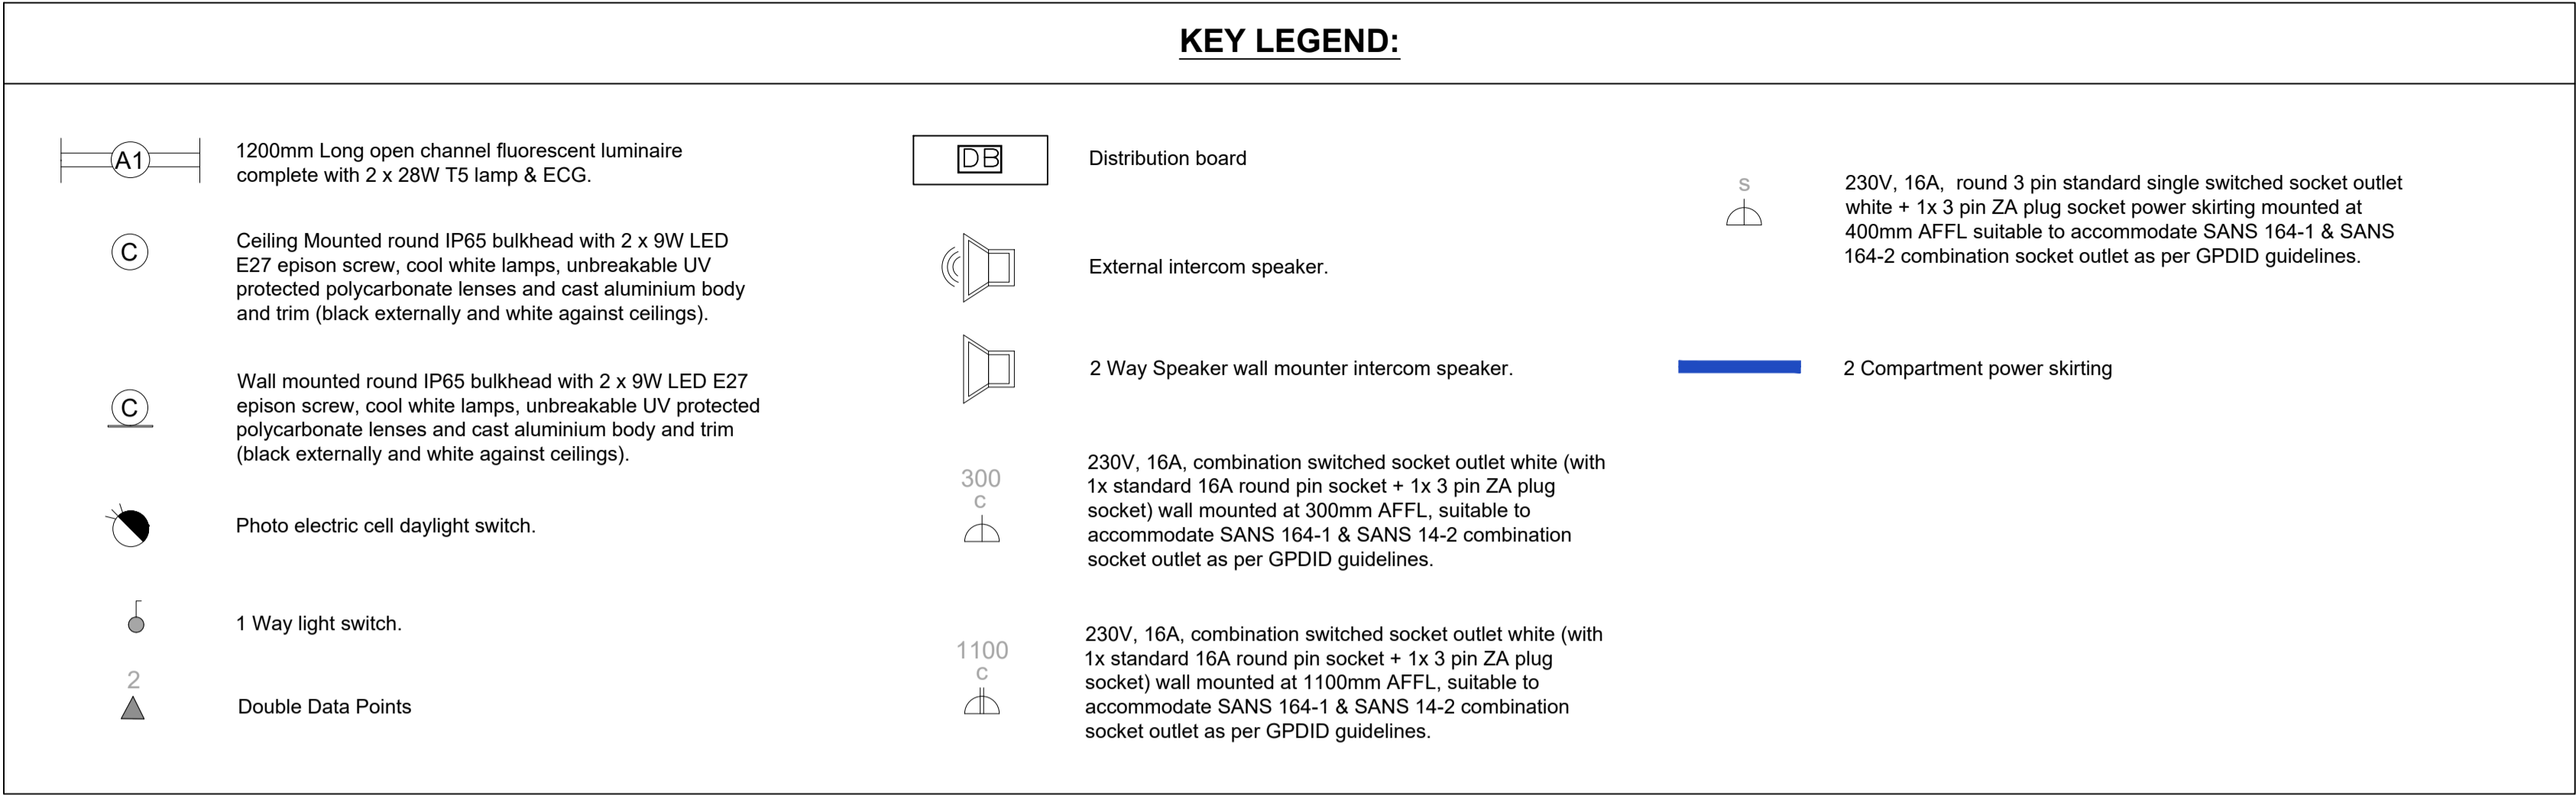 KEY LEGEND:
A1
1200mm Long open channel fluorescent luminaire
complete with 2 x 28W T5 lamp & ECG.
C
Ceiling Mounted round IP65 bulkhead with 2 x 9W LED
E27 epison screw, cool white lamps, unbreakable UV
protected polycarbonate lenses and cast aluminium body
and trim (black externally and white against ceilings).
C
Wall mounted round IP65 bulkhead with 2 x 9W LED E27
epison screw, cool white lamps, unbreakable UV protected
polycarbonate lenses and cast aluminium body and trim
(black externally and white against ceilings).
Photo electric cell daylight switch.
1 Way light switch.
2
Double Data Points
DB
Distribution board
External intercom speaker.
2 Way Speaker wall mounter intercom speaker.
300
c
230V, 16A, combination switched socket outlet white (with
1x standard 16A round pin socket + 1x 3 pin ZA plug
socket) wall mounted at 300mm AFFL, suitable to
accommodate SANS 164-1 & SANS 14-2 combination
socket outlet as per GPDID guidelines.
1100
c
230V, 16A, combination switched socket outlet white (with
1x standard 16A round pin socket + 1x 3 pin ZA plug
socket) wall mounted at 1100mm AFFL, suitable to
accommodate SANS 164-1 & SANS 14-2 combination
socket outlet as per GPDID guidelines.
s
230V, 16A, round 3 pin standard single switched socket outlet
white + 1x 3 pin ZA plug socket power skirting mounted at
400mm AFFL suitable to accommodate SANS 164-1 & SANS
164-2 combination socket outlet as per GPDID guidelines.
2 Compartment power skirting